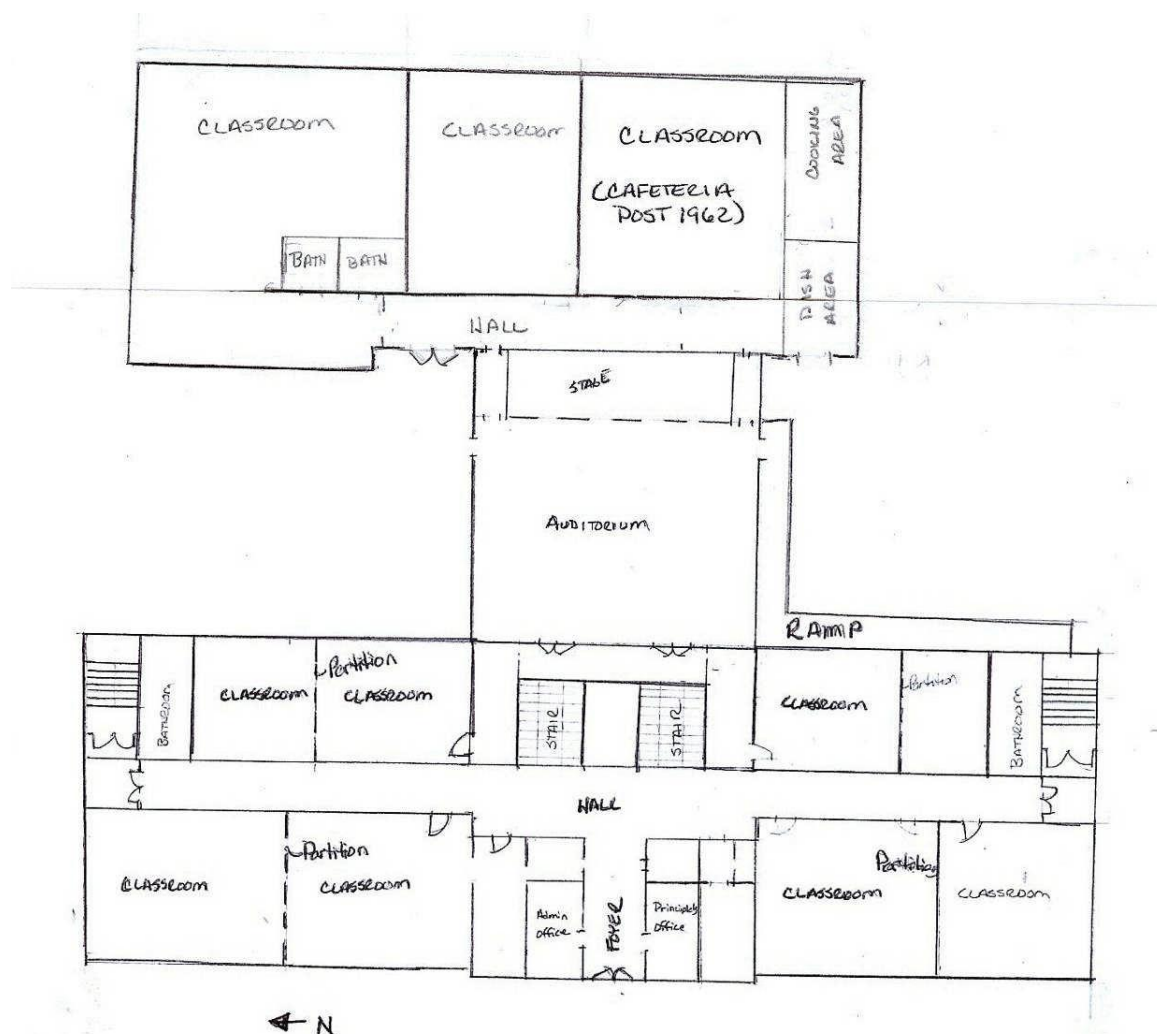 CLASSROOM
CLASSROOM
CLASSROOM
(CAFETERIA
POST 1962)
COOKING
AREA
BATH
BATH
DISH
AREA
HALL
STAGE
AUDITORIUM
RAMP
BATHROOM
CLASSROOM
Partition
CLASSROOM
STAIR
STAIR
CLASSROOM
Partition
BATHROOM
HALL
CLASSROOM
Partition
CLASSROOM
Admin
office
FOYER
Principles
office
Partition
CLASSROOM
CLASSROOM
N